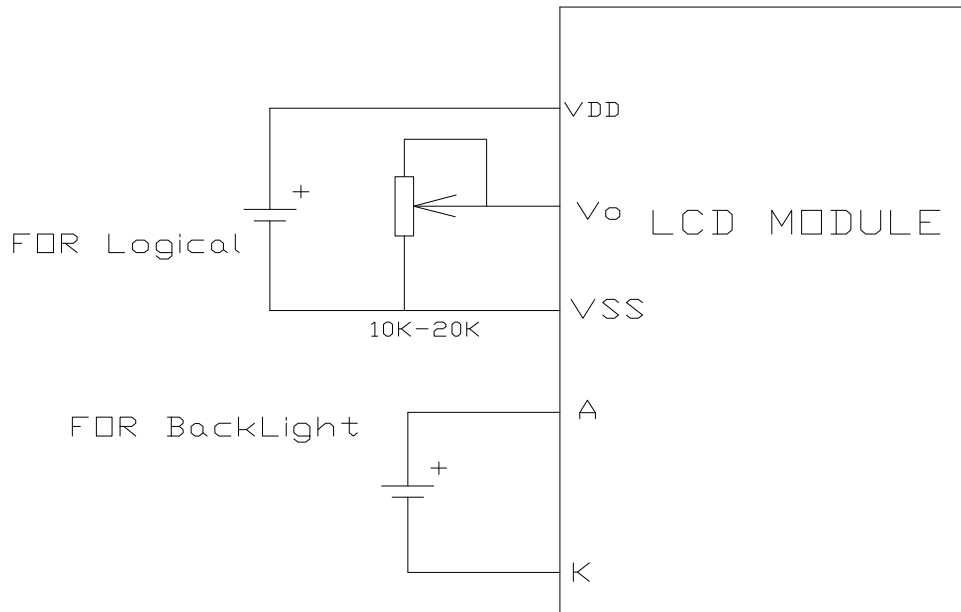 VDD
+
Vo
LCD MODULE
FOR Logical
VSS
10K-20K
A
FOR BackLight
+
K